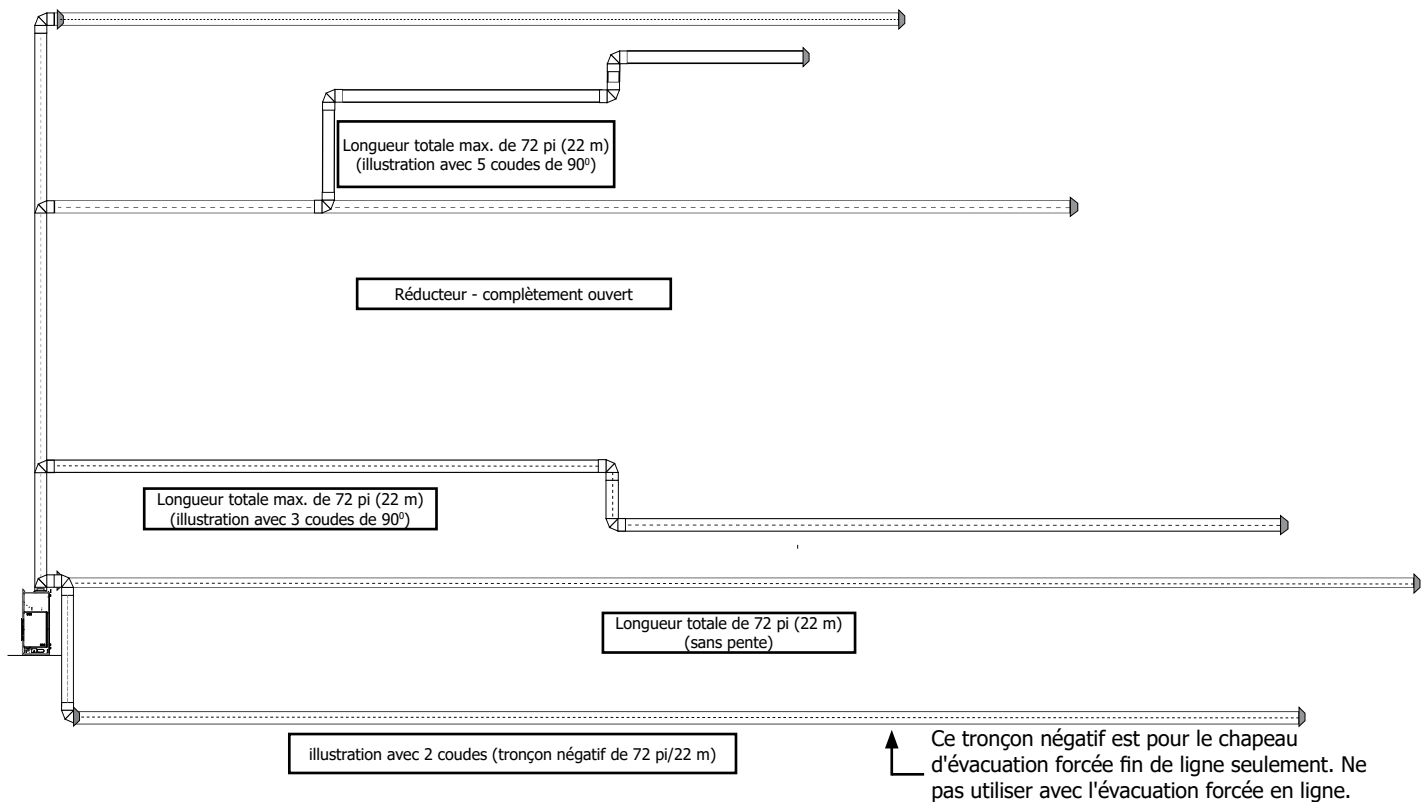 Longueur totale max. de 72 pi (22 m)
(illustration avec 5 coudes de 90⁰)
Réducteur - complètement ouvert
Longueur totale max. de 72 pi (22 m)
(illustration avec 3 coudes de 90⁰)
Longueur totale de 72 pi (22 m)
(sans pente)
illustration avec 2 coudes (tronçon négatif de 72 pi/22 m)
Ce tronçon négatif est pour le chapeau
d'évacuation forcée fin de ligne seulement. Ne
pas utiliser avec l'évacuation forcée en ligne.